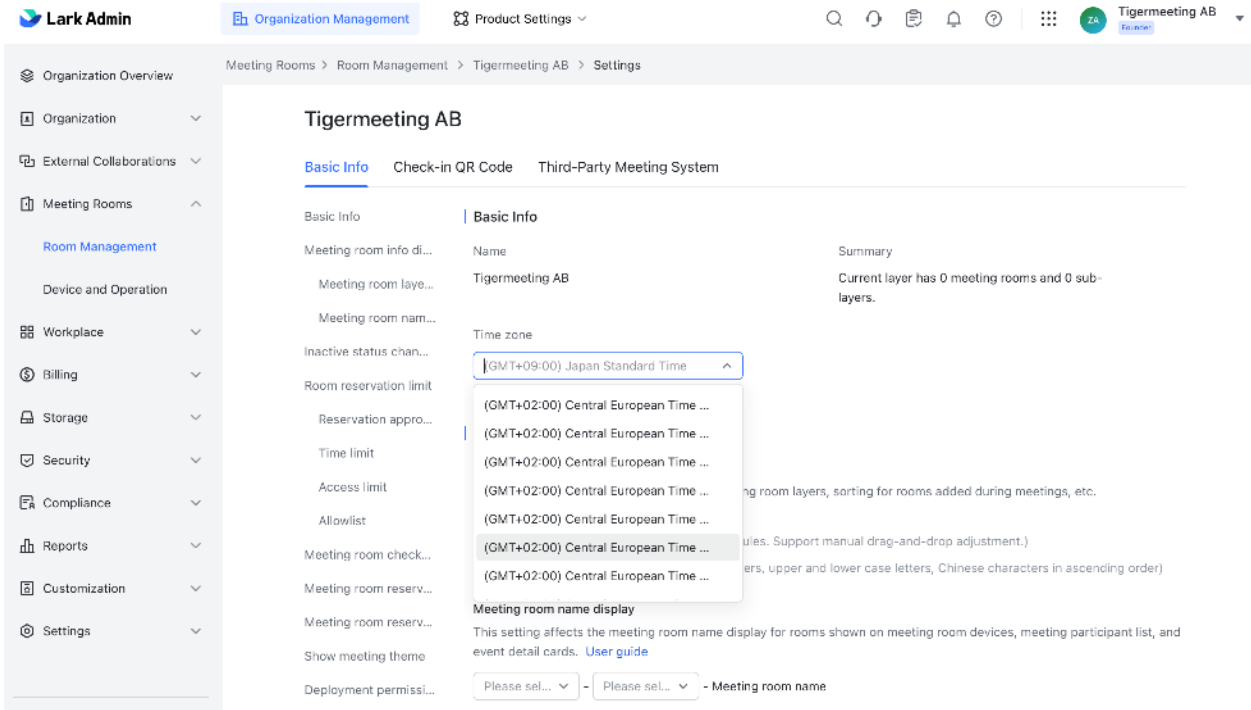 Lark Admin
Organization Management
Product Settings
ZA
Tigermeeting AB
Founder
Organization Overview
Organization
External Collaborations
Meeting Rooms
Room Management
Device and Operation
Workplace
Billing
Storage
Security
Compliance
Reports
Customization
Settings
Meeting Rooms > Room Management > Tigermeeting AB > Settings
Tigermeeting AB
Basic Info
Check-in QR Code
Third-Party Meeting System
Basic Info
Meeting room info di...
Meeting room laye...
Meeting room nam...
Inactive status chan...
Room reservation limit
Reservation appro...
Time limit
Access limit
Allowlist
Meeting room check...
Meeting room reserv...
Meeting room reserv...
Show meeting theme
Deployment permissi...
Basic Info
Name
Tigermeeting AB
Summary
Current layer has 0 meeting rooms and 0 sub-
layers.
Time zone
(GMT+09:00) Japan Standard Time
(GMT+02:00) Central European Time ...
(GMT+02:00) Central European Time ...
(GMT+02:00) Central European Time ...
(GMT+02:00) Central European Time ...
(GMT+02:00) Central European Time ...
(GMT+02:00) Central European Time ...
(GMT+02:00) Central European Time ...
room layers, sorting for rooms added during meetings, etc.
Support manual drag-and-drop adjustment.)
upper and lower case letters, Chinese characters in ascending order)
Meeting room name display
This setting affects the meeting room name display for rooms shown on meeting room devices, meeting participant list, and
event detail cards. User guide
Please sel... - Please sel... - Meeting room name